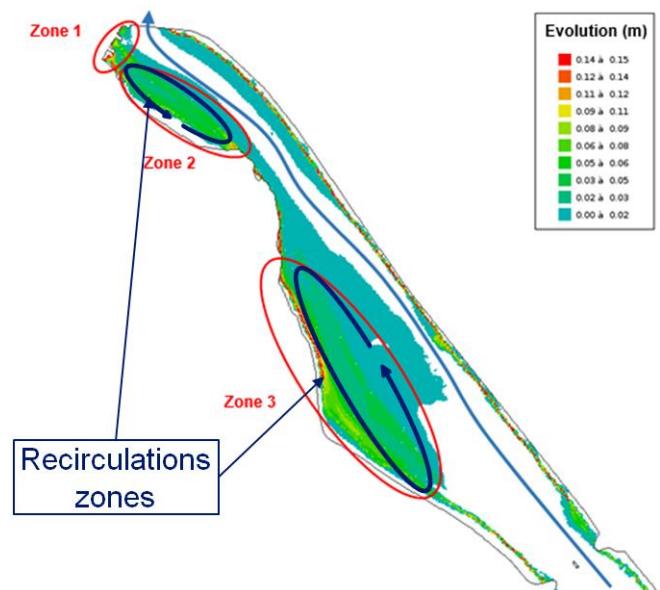 Zone 1
Zone 2
Zone 3
Recirculations
zones
Evolution (m)
0.14 à 0.15
0.12 à 0.14
0.11 à 0.12
0.09 à 0.11
0.08 à 0.09
0.06 à 0.08
0.05 à 0.06
0.03 à 0.05
0.02 à 0.03
0.00 à 0.02